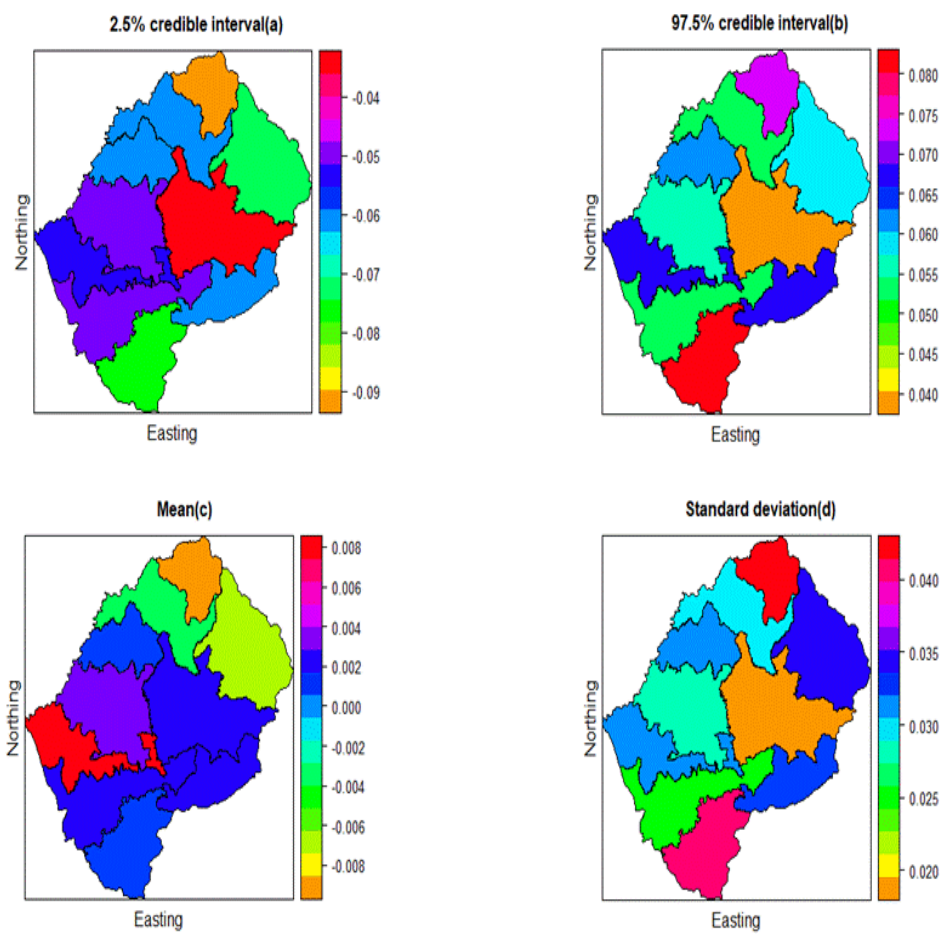 2.5% credible interval(a)
97.5% credible interval(b)
-0.04
-0.05
-0.06
-0.07
-0.08
-0.09
Northing
Easting
0.080
0.075
0.070
0.065
0.060
0.055
0.050
0.045
0.040
Northing
Easting
Mean(c)
Standard deviation(d)
0.008
0.006
0.004
0.002
0.000
-0.002
-0.004
-0.006
-0.008
Northing
Easting
0.040
0.035
0.030
0.025
0.020
Northing
Easting